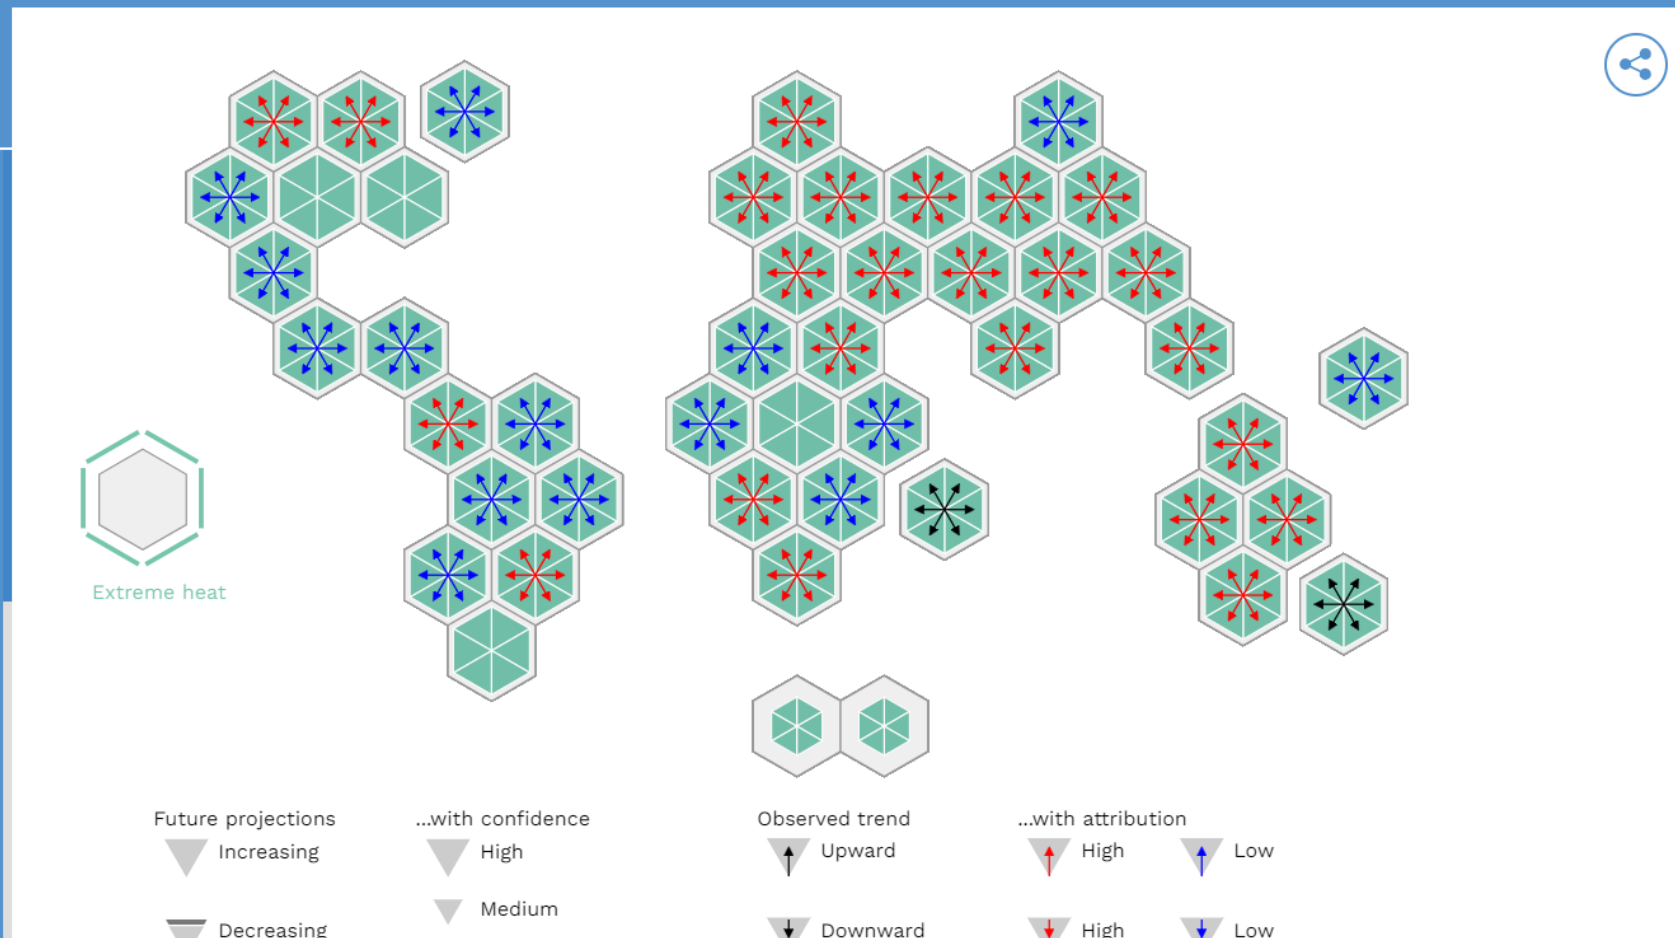 Extreme heat
Future projections
...with confidence
Observed trend
...with attribution
Increasing
High
Upward
High
Low
Medium
Decreasing
Downward
High
Low